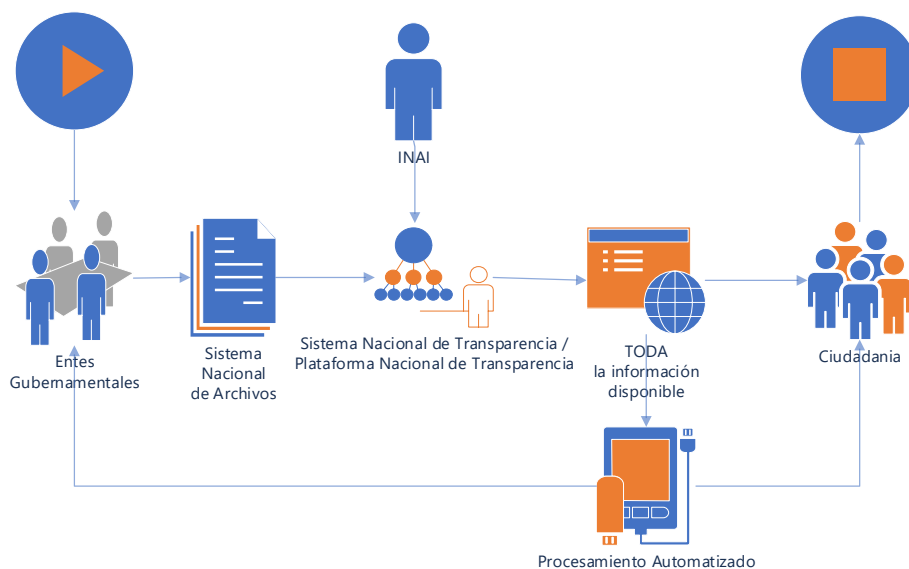 INAI
Entes
Gubernamentales
Sistema
Nacional
de Archivos
Sistema Nacional de Transparencia /
Plataforma Nacional de Transparencia
TODA
la información
disponible
Ciudadania
Procesamiento Automatizado